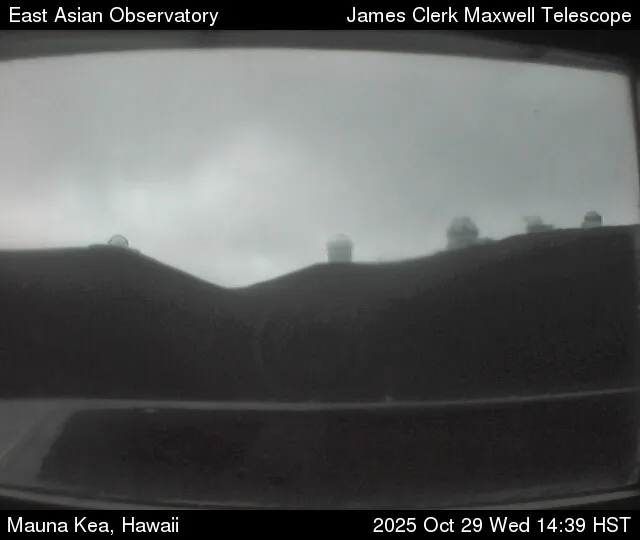 East Asian Observatory
James Clerk Maxwell Telescope
Mauna Kea, Hawaii
2025 Oct 29 Wed 14:39 HST